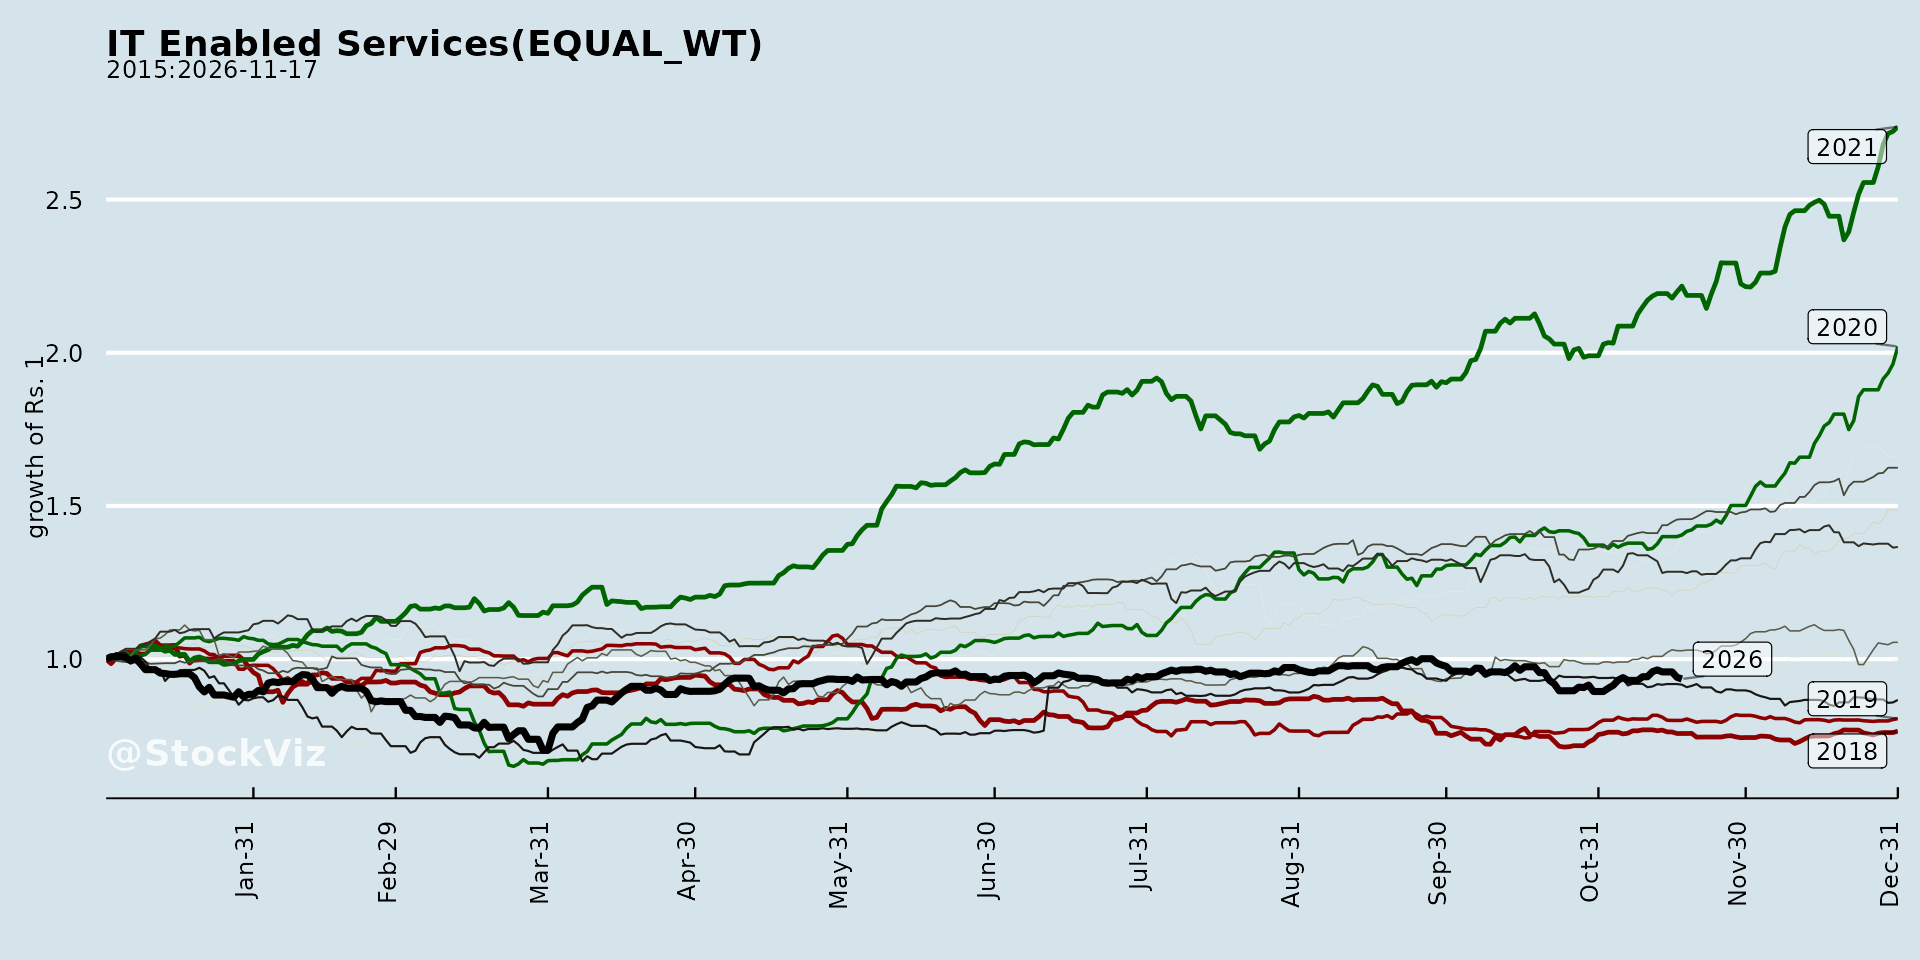 IT Enabled Services(EQUAL_WT)
2015:2026-11-17
growth of Rs. 1
2.5
2.0
1.5
1.0
2021
2020
2026
2019
2018
@StockViz
Jan-31
Feb-29
Mar-31
Apr-30
May-31
Jun-30
Jul-31
Aug-31
Sep-30
Oct-31
Nov-30
Dec-31